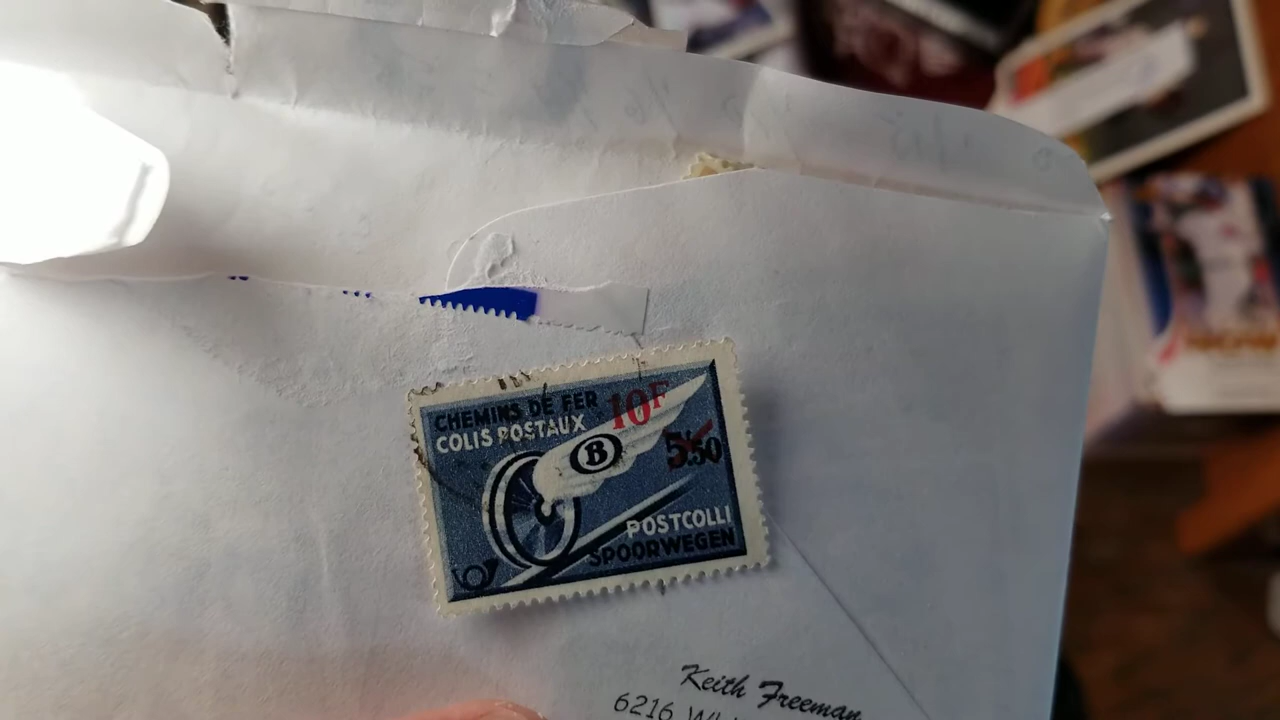 CHEMINS DE FER
COLIS POSTAUX
10F
B
5.50
POSTCOLLI
SPOORWEGEN
Keith Freeman
6216